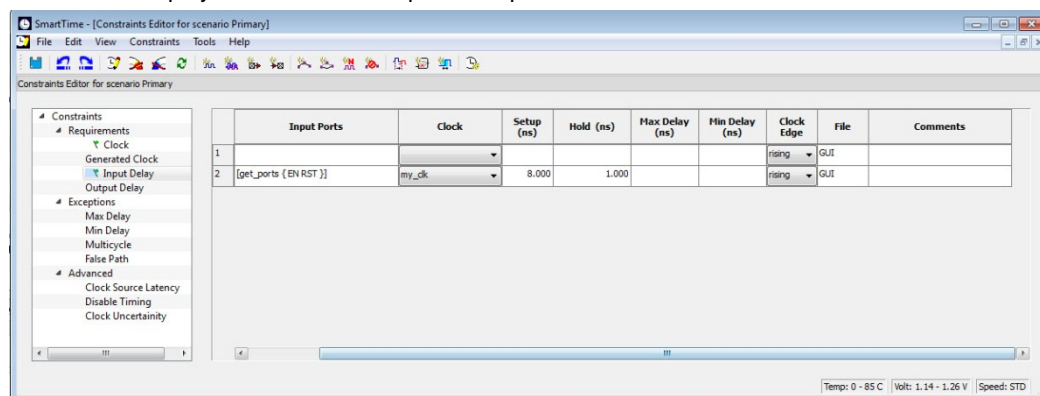 SmartTime - [Constraints Editor for scenario Primary]
File Edit View Constraints Tools Help
Constraints Editor for scenario Primary
Constraints
Requirements
Clock
Generated Clock
Input Delay
Output Delay
Exceptions
Max Delay
Min Delay
Multicycle
False Path
Advanced
Clock Source Latency
Disable Timing
Clock Uncertainity
Input Ports Clock Setup (ns) Hold (ns) Max Delay (ns) Min Delay (ns) Clock Edge File Comments
1 rising GUI
2 [get_ports { EN RST }] my_clk 8.000 1.000 rising GUI
Temp: 0 - 85 C Volt: 1.14 - 1.26 V Speed: STD